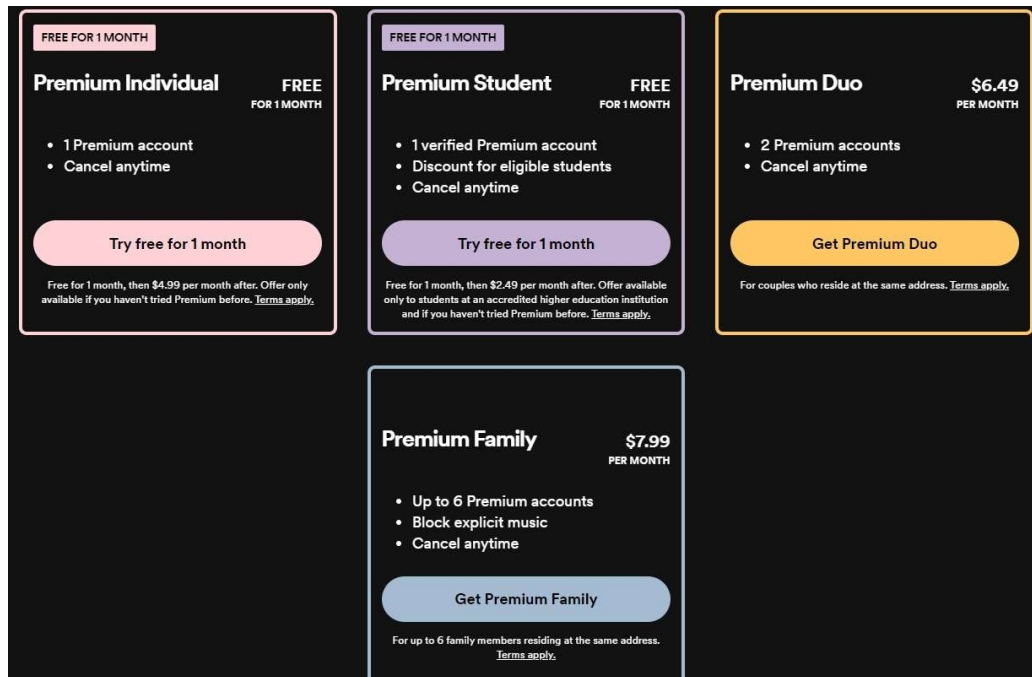 FREE FOR 1 MONTH
Premium Individual
FREE
FOR 1 MONTH
• 1 Premium account
• Cancel anytime
Try free for 1 month
Free for 1 month, then $4.99 per month after. Offer only
available if you haven't tried Premium before. Terms apply.
FREE FOR 1 MONTH
Premium Student
FREE
FOR 1 MONTH
• 1 verified Premium account
• Discount for eligible students
• Cancel anytime
Try free for 1 month
Free for 1 month, then $2.49 per month after. Offer available
only to students at an accredited higher education institution
and if you haven't tried Premium before. Terms apply.
Premium Duo
$6.49
PER MONTH
• 2 Premium accounts
• Cancel anytime
Get Premium Duo
For couples who reside at the same address. Terms apply.
Premium Family
$7.99
PER MONTH
• Up to 6 Premium accounts
• Block explicit music
• Cancel anytime
Get Premium Family
For up to 6 family members residing at the same address.
Terms apply.